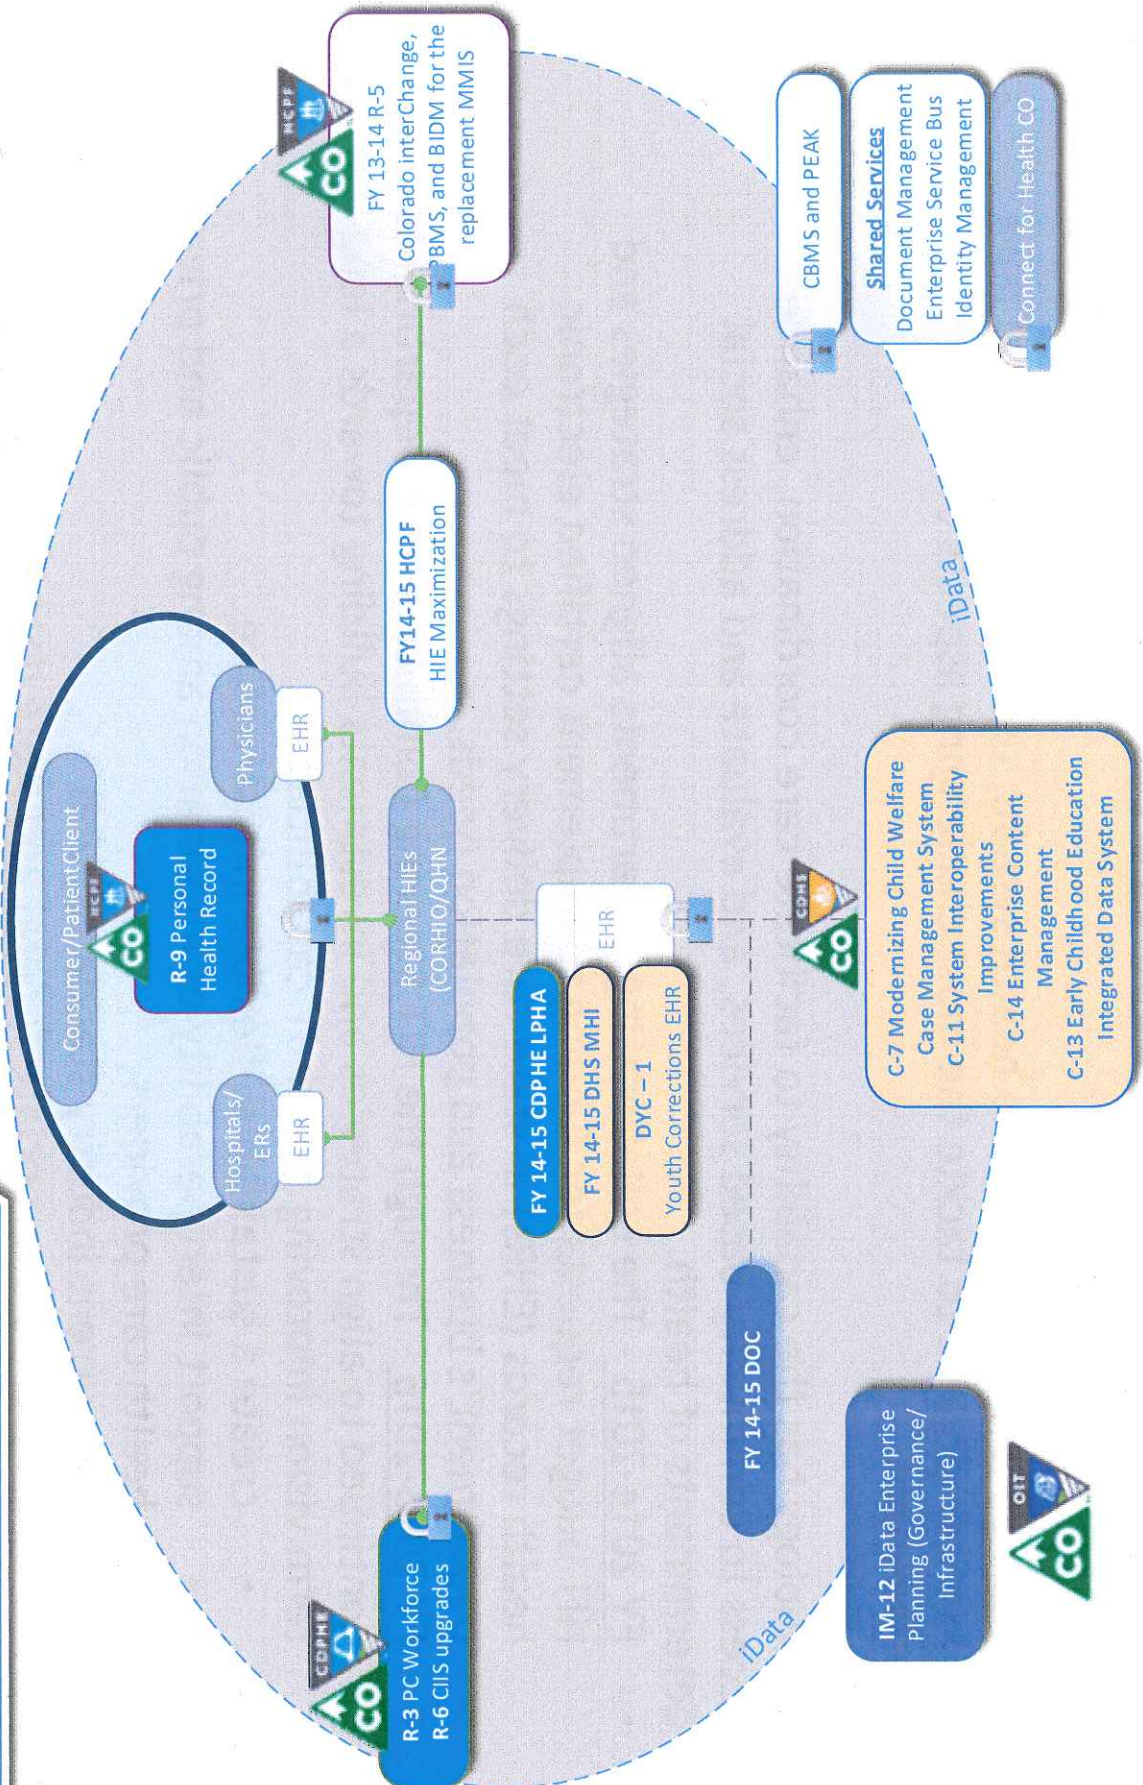 Consumer/PatientClient
CO
HCPF
R-9 Personal
Health Record
Hospitals/
ERs
EHR
Physicians
EHR
CO
CDPHE
R-3 PC Workforce
R-6 CIIS upgrades
Regional HIEs
(CORHIO/QHN
FY14-15 HCPF
HIE Maximization
CO
HCPF
FY 13-14 R-5
Colorado interChange,
PBMS, and BIDM for the
replacement MMIS
FY 14-15 CDPHE LPHA
FY 14-15 DHS MHI
DYC – 1
Youth Corrections EHR
EHR
FY 14-15 DOC
iData
IM-12 iData Enterprise
Planning (Governance/
Infrastructure)
CO
OIT
CO
CDHS
C-7 Modernizing Child Welfare
Case Management System
C-11 System Interoperability
Improvements
C-14 Enterprise Content
Management
C-13 Early Childhood Education
Integrated Data System
iData
CBMS and PEAK
Shared Services
Document Management
Enterprise Service Bus
Identity Management
Connect for Health CO